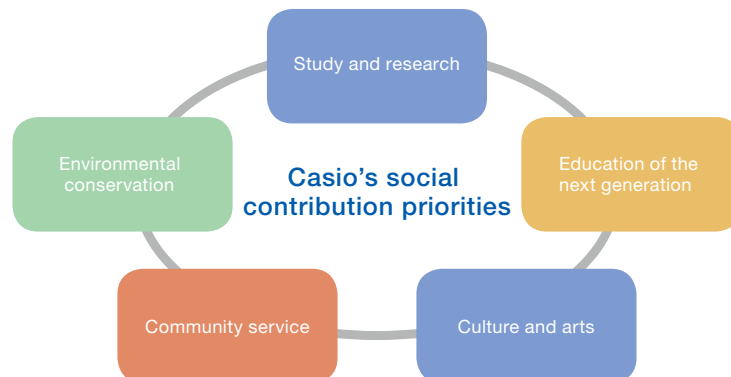 Study and research
Environmental
conservation
Casio's social
contribution priorities
Education of the
next generation
Community service
Culture and arts